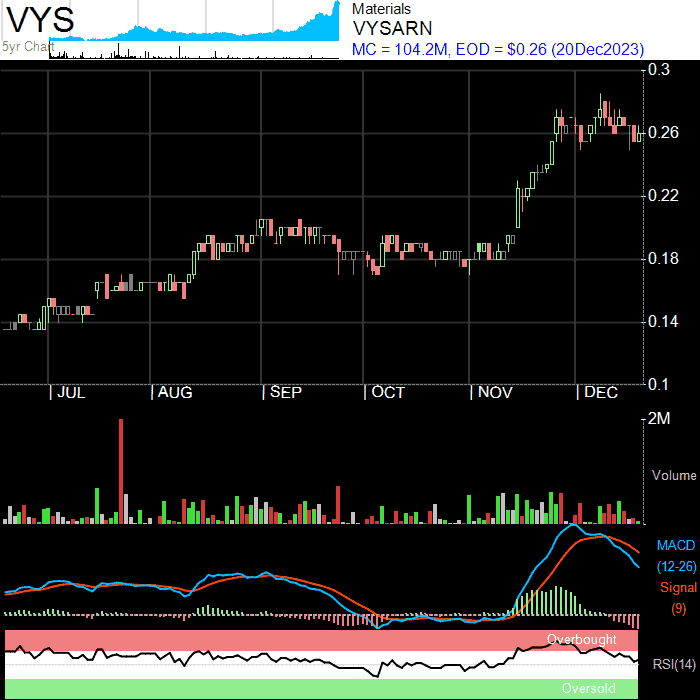 VYS
5yr Chart
Materials
VYSARN
MC = 104.2M, EOD = $0.26 (20Dec2023)
0.3
0.26
0.22
0.18
0.14
0.1
| JUL | AUG | SEP | OCT | NOV | DEC
2M
Volume
MACD
(12-26)
Signal
(9)
Overbought
RSI(14)
Oversold